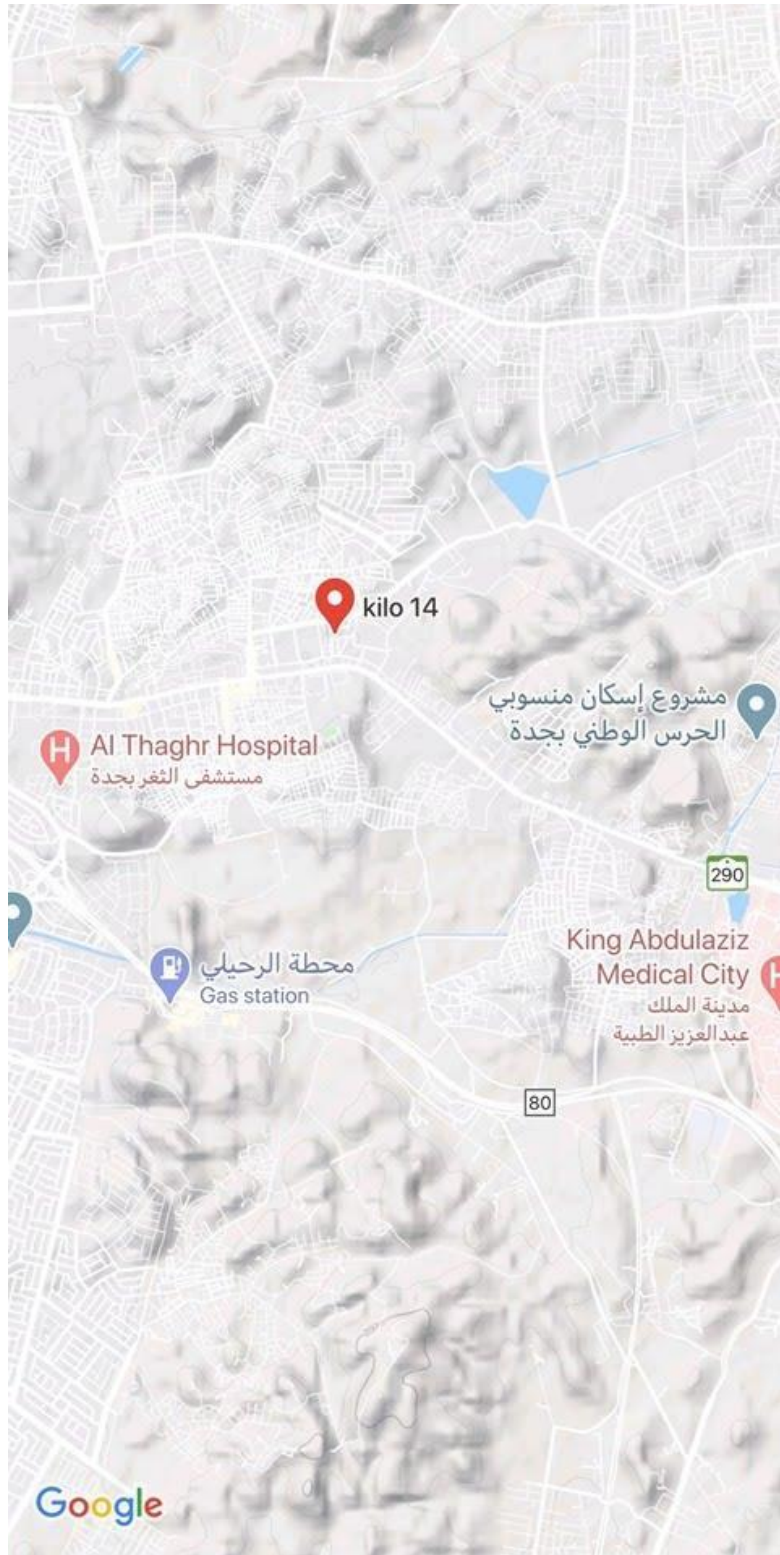 kilo 14
مشروع إسكان منسوبي
الحرس الوطني بجدة
Al Thaghr Hospital
مستشفى الثغر بجدة
290
محطة الرحيلي
Gas station
King Abdulaziz
Medical City
مدينة الملك
عبدالعزيز الطبية
80
Google